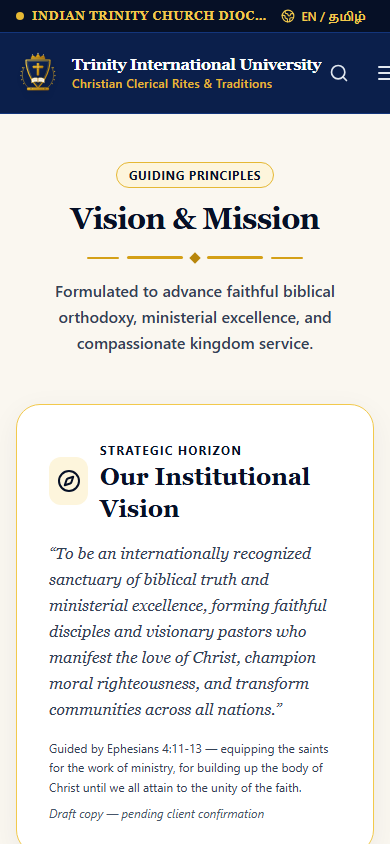 INDIAN TRINITY CHURCH DIOC...
EN / தமிழ்
Trinity International University
Christian Clerical Rites & Traditions
GUIDING PRINCIPLES
Vision & Mission
Formulated to advance faithful biblical
orthodoxy, ministerial excellence, and
compassionate kingdom service.
STRATEGIC HORIZON
Our Institutional
Vision
“To be an internationally recognized
sanctuary of biblical truth and
ministerial excellence, forming faithful
disciples and visionary pastors who
manifest the love of Christ, champion
moral righteousness, and transform
communities across all nations.”
Guided by Ephesians 4:11-13 — equipping the saints
for the work of ministry, for building up the body of
Christ until we all attain to the unity of the faith.
Draft copy — pending client confirmation